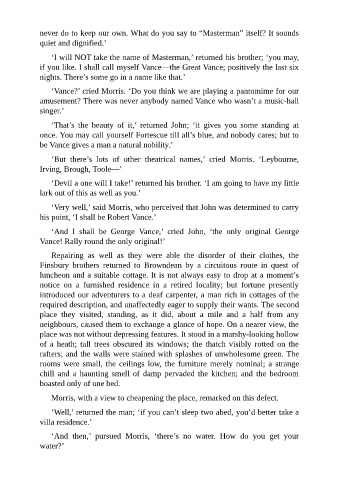 never do to keep our own. What do you say to “Masterman” itself? It sounds
quiet and dignified.’
‘I will NOT take the name of Masterman,’ returned his brother; ‘you may,
if you like. I shall call myself Vance—the Great Vance; positively the last six
nights. There’s some go in a name like that.’
‘Vance?’ cried Morris. ‘Do you think we are playing a pantomime for our
amusement? There was never anybody named Vance who wasn’t a music-hall
singer.’
‘That’s the beauty of it,’ returned John; ‘it gives you some standing at
once. You may call yourself Fortescue till all’s blue, and nobody cares; but to
be Vance gives a man a natural nobility.’
‘But there’s lots of other theatrical names,’ cried Morris. ‘Leybourne,
Irving, Brough, Toole—’
‘Devil a one will I take!’ returned his brother. ‘I am going to have my little
lark out of this as well as you.’
‘Very well,’ said Morris, who perceived that John was determined to carry
his point, ‘I shall be Robert Vance.’
‘And I shall be George Vance,’ cried John, ‘the only original George
Vance! Rally round the only original!’
Repairing as well as they were able the disorder of their clothes, the
Finsbury brothers returned to Browndean by a circuitous route in quest of
luncheon and a suitable cottage. It is not always easy to drop at a moment’s
notice on a furnished residence in a retired locality; but fortune presently
introduced our adventurers to a deaf carpenter, a man rich in cottages of the
required description, and unaffectedly eager to supply their wants. The second
place they visited, standing, as it did, about a mile and a half from any
neighbours, caused them to exchange a glance of hope. On a nearer view, the
place was not without depressing features. It stood in a marshy-looking hollow
of a heath; tall trees obscured its windows; the thatch visibly rotted on the
rafters; and the walls were stained with splashes of unwholesome green. The
rooms were small, the ceilings low, the furniture merely nominal; a strange
chill and a haunting smell of damp pervaded the kitchen; and the bedroom
boasted only of one bed.
Morris, with a view to cheapening the place, remarked on this defect.
‘Well,’ returned the man; ‘if you can’t sleep two abed, you’d better take a
villa residence.’
‘And then,’ pursued Morris, ‘there’s no water. How do you get your
water?’